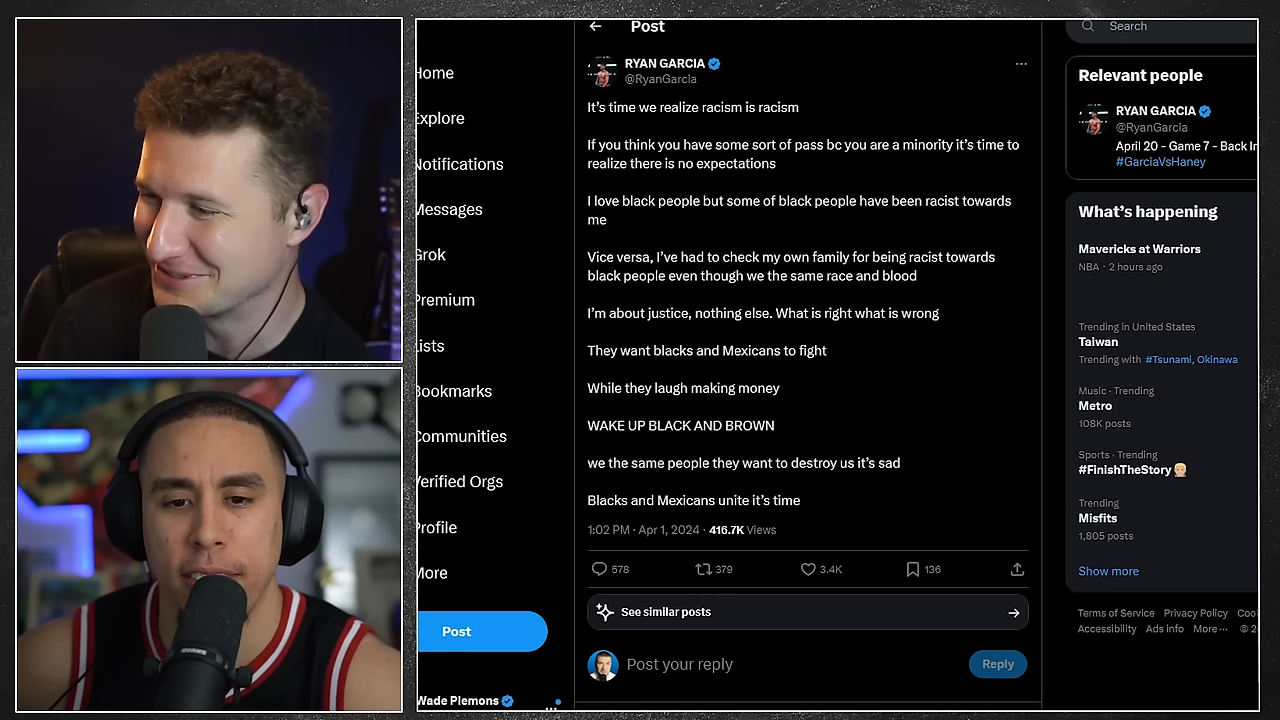 Home
Explore
Notifications
Messages
Grok
Premium
Lists
Bookmarks
Communities
Verified Orgs
Profile
More
Post
Wade Plemons
Post
RYAN GARCIA
@RyanGarcia
It's time we realize racism is racism
If you think you have some sort of pass bc you are a minority it's time to
realize there is no expectations
I love black people but some of black people have been racist towards
me
Vice versa, I've had to check my own family for being racist towards
black people even though we the same race and blood
I'm about justice, nothing else. What is right what is wrong
They want blacks and Mexicans to fight
While they laugh making money
WAKE UP BLACK AND BROWN
we the same people they want to destroy us it's sad
Blacks and Mexicans unite it's time
1:02 PM · Apr 1, 2024 · 416.7K Views
578 379 3.4K 136
See similar posts
Post your reply
Reply
Search
Relevant people
RYAN GARCIA
@RyanGarcia
April 20 - Game 7 - Back In
#GarciaVsHaney
What's happening
Mavericks at Warriors
NBA · 2 hours ago
Trending in United States
Taiwan
Trending with #Tsunami, Okinawa
Music · Trending
Metro
108K posts
Sports · Trending
#FinishTheStory
Trending
Misfits
1,805 posts
Show more
Terms of Service Privacy Policy Coo
Accessibility Ads info More ··· © 2